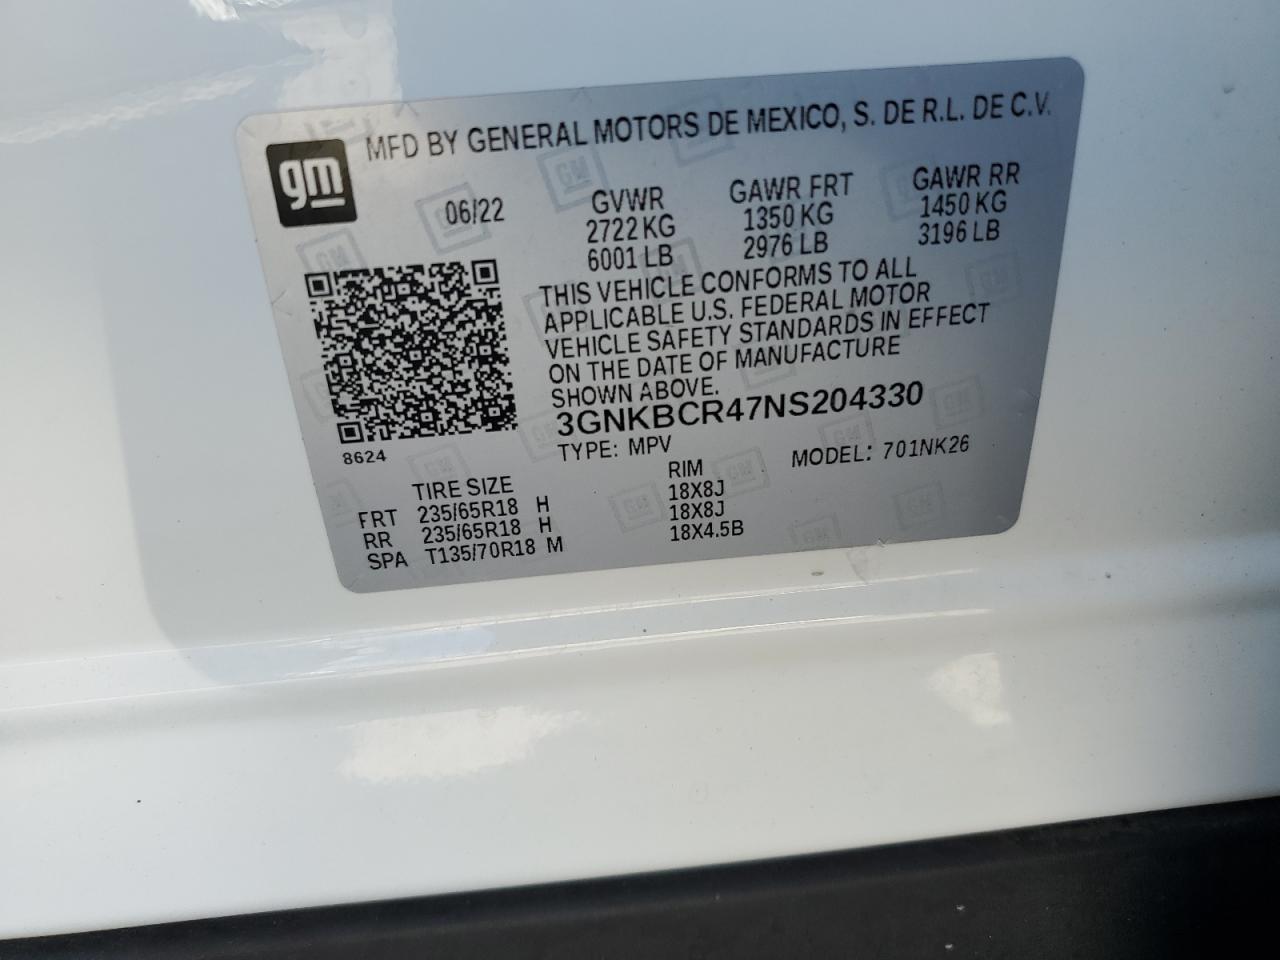 gm
MFD BY GENERAL MOTORS DE MEXICO, S. DE R.L. DE C.V.
06/22 GVWR GAWR FRT GAWR RR
2722 KG 1350 KG 1450 KG
6001 LB 2976 LB 3196 LB
THIS VEHICLE CONFORMS TO ALL
APPLICABLE U.S. FEDERAL MOTOR
VEHICLE SAFETY STANDARDS IN EFFECT
ON THE DATE OF MANUFACTURE
SHOWN ABOVE.
3GNKBCR47NS204330
8624
TYPE: MPV MODEL: 701NK26
TIRE SIZE RIM
FRT 235/65R18 H 18X8J
RR 235/65R18 H 18X8J
SPA T135/70R18 M 18X4.5B